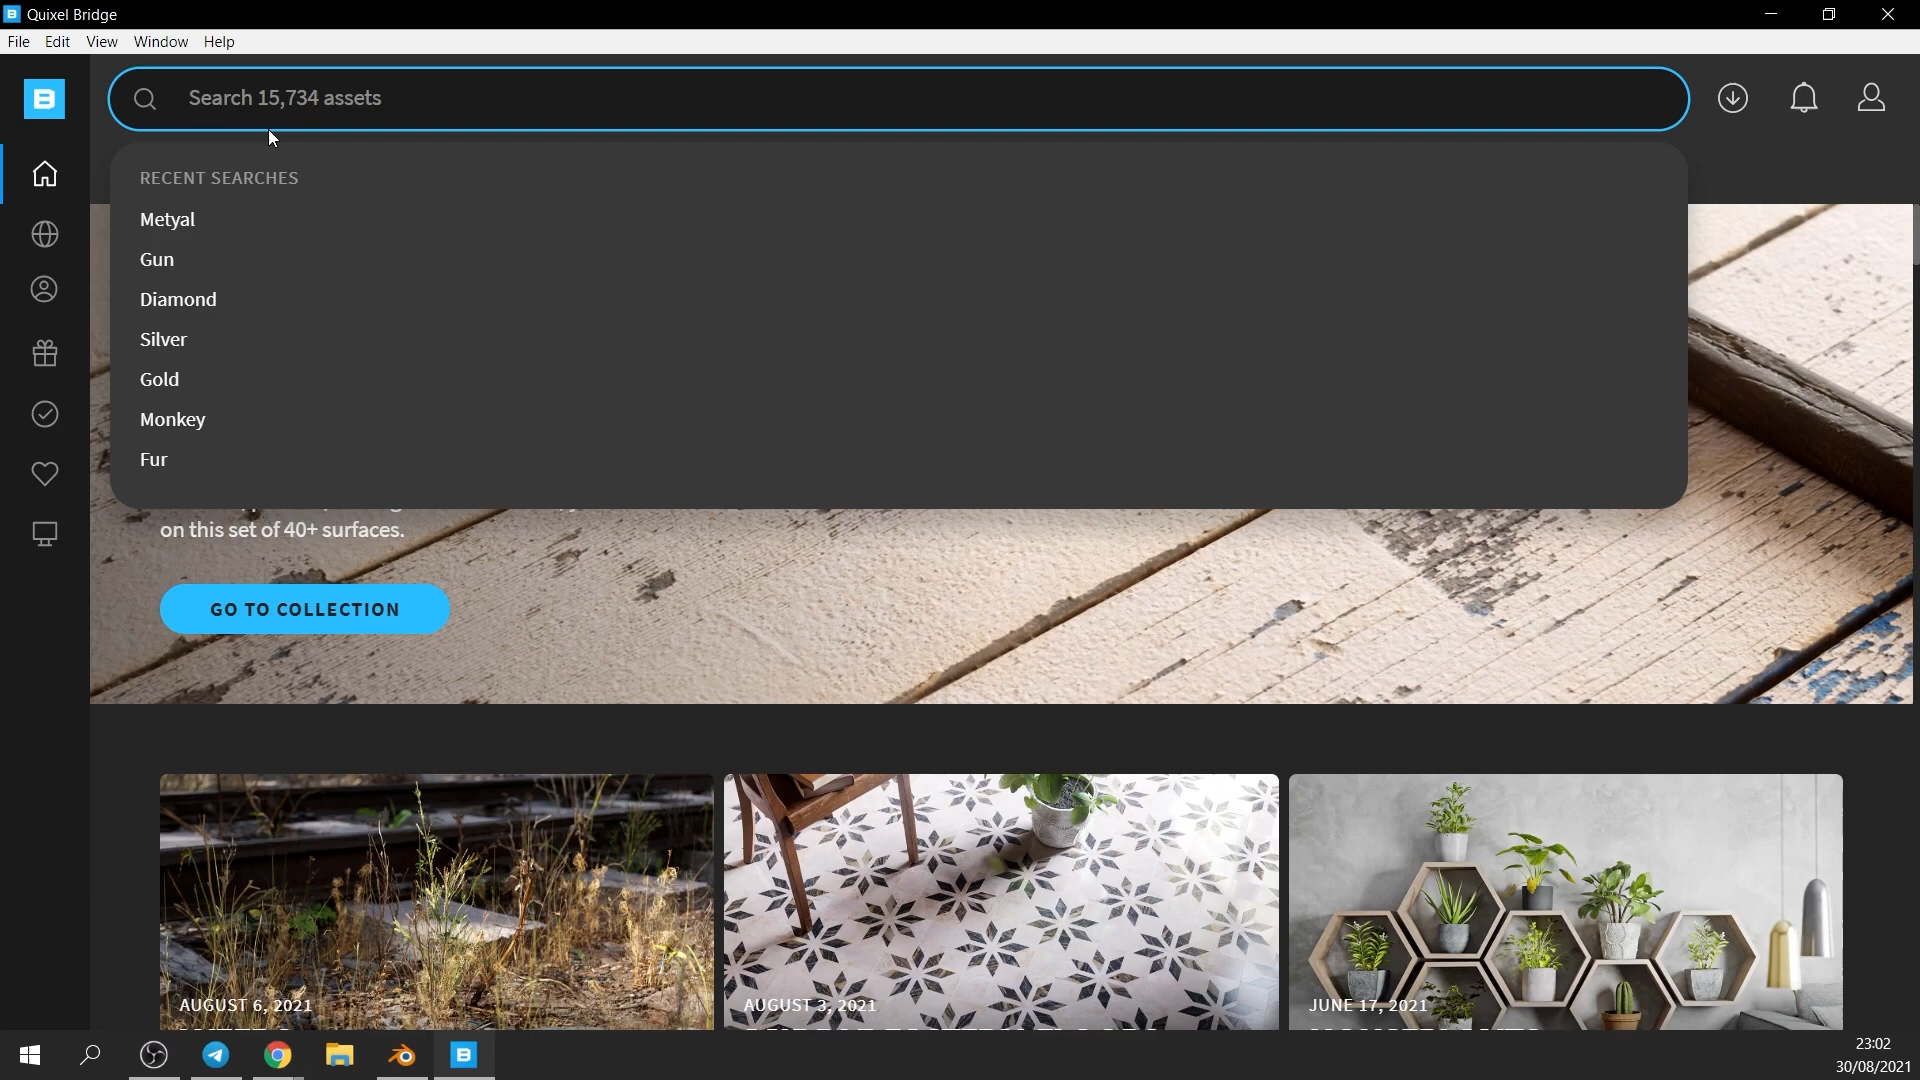 Quixel Bridge
File Edit View Window Help
Search 15,734 assets
RECENT SEARCHES
Metyal
Gun
Diamond
Silver
Gold
Monkey
Fur
on this set of 40+ surfaces.
GO TO COLLECTION
AUGUST 6, 2021
AUGUST 3, 2021
JUNE 17, 2021
23:02
30/08/2021